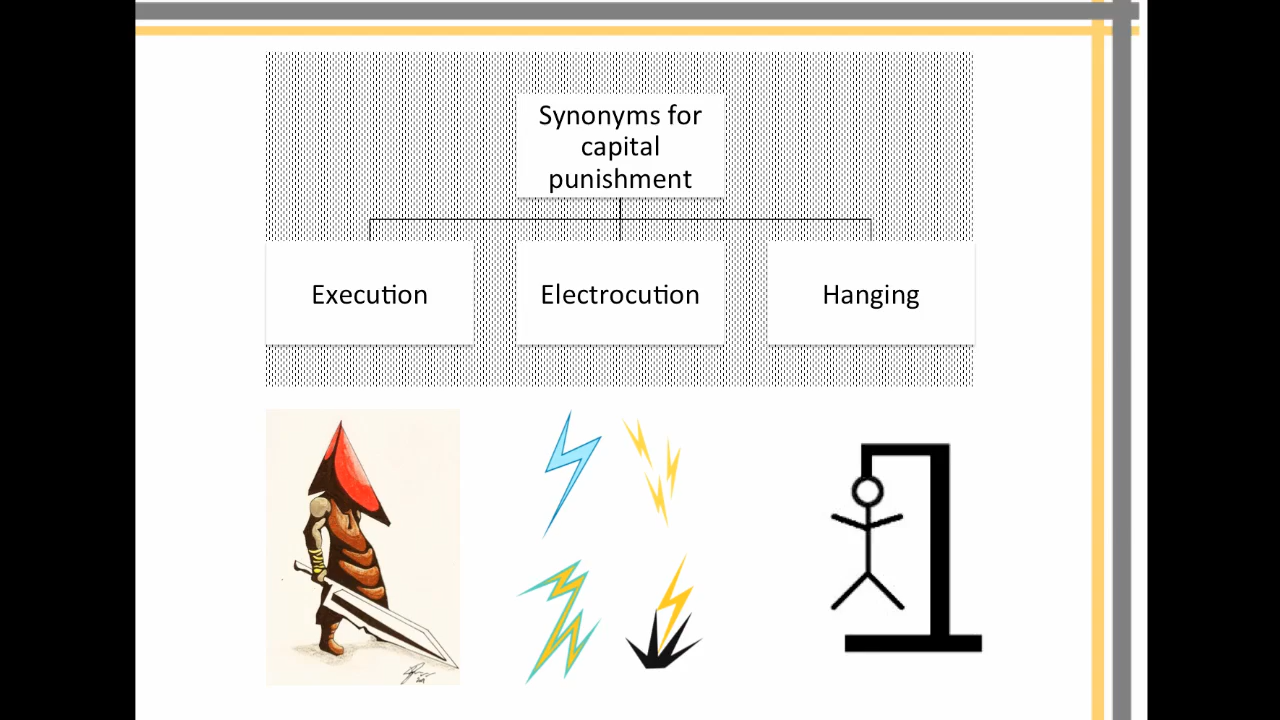 Synonyms for
capital
punishment
Execution
Electrocution
Hanging